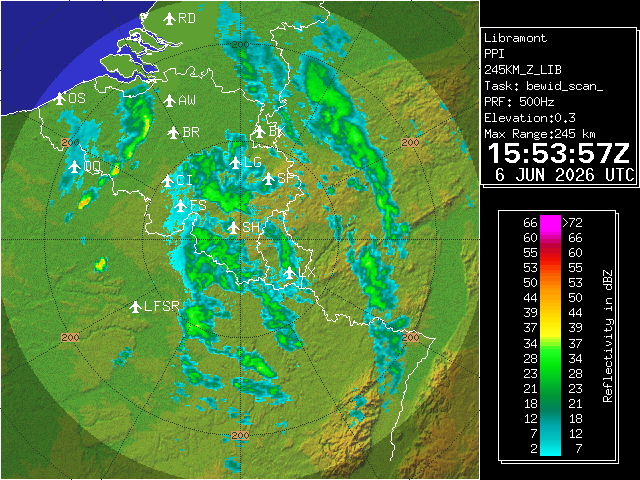 RD
200
OS
AW
BR
BK
200
200
LG
CI
SP
FS
SH
LX
LFSR
200
200
200
Libramont
PPI
245KM_Z_LIB
Task: bewid_scan_
PRF: 500Hz
Elevation:0.3
Max Range:245 km
15:53:57Z
6 JUN 2026 UTC
66 >72
60 66
55 60
53 55
50 53
44 50
39 44
37 39
34 37
28 34
23 28
21 23
18 21
12 18
7 12
2 7
Reflectivity in dBZ